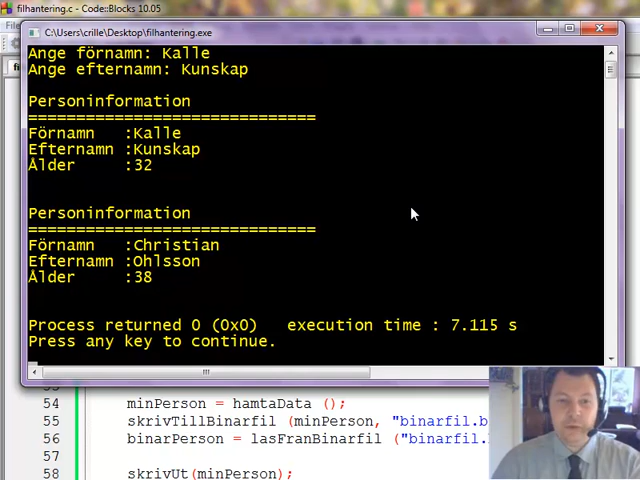 filhantering.c - Code::Blocks 10.05
C:\Users\crille\Desktop\filhantering.exe
Ange förnamn: Kalle
Ange efternamn: Kunskap
Personinformation
==============================
Förnamn :Kalle
Efternamn :Kunskap
Ålder :32
Personinformation
==============================
Förnamn :Christian
Efternamn :Ohlsson
Ålder :38
Process returned 0 (0x0) execution time : 7.115 s
Press any key to continue.
54 minPerson = hamtaData ();
55 skrivTillBinarfil (minPerson, "binarfil.b
56 binarPerson = lasFranBinarfil ("binarfil.
57
58 skrivUt(minPerson);